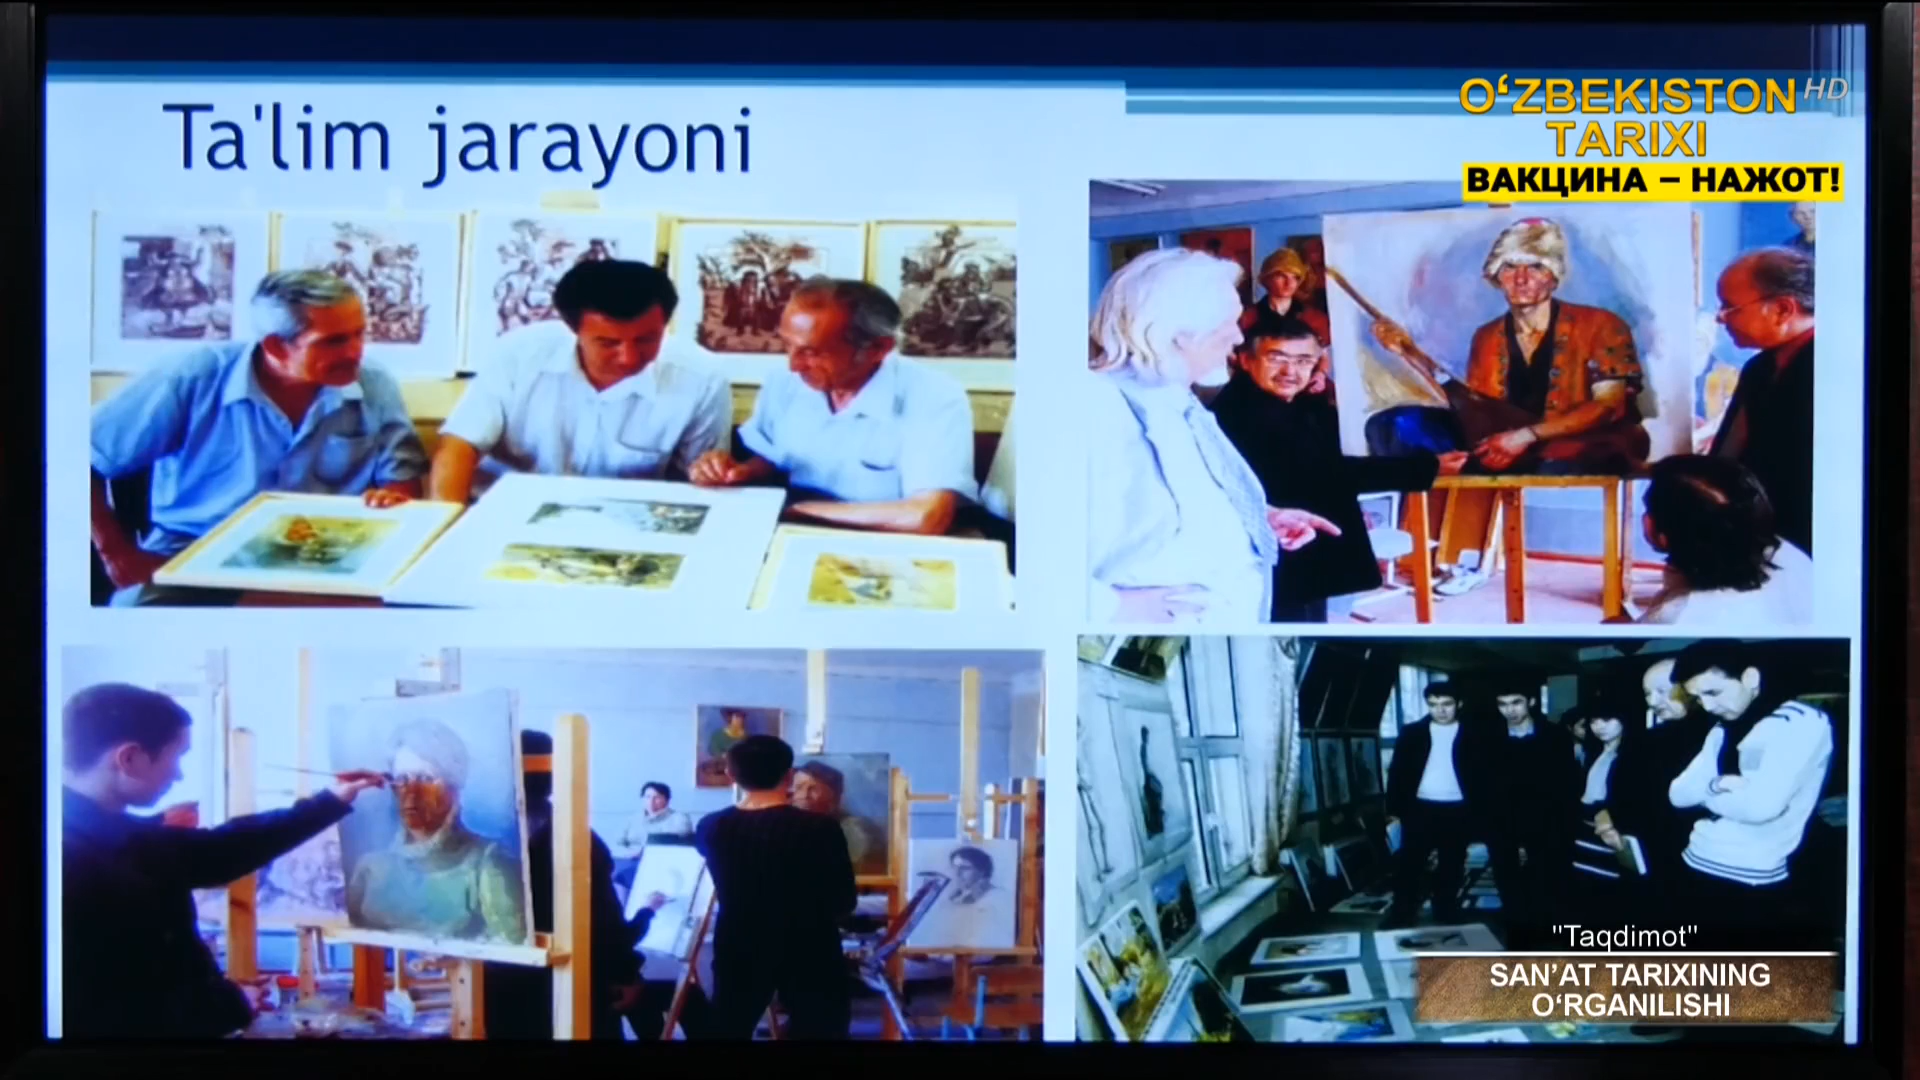 Ta'lim jarayoni
O‘ZBEKISTON HD
TARIXI
ВАКЦИНА – НАЖОТ!
"Taqdimot"
SAN’AT TARIXINING
O‘RGANILISHI